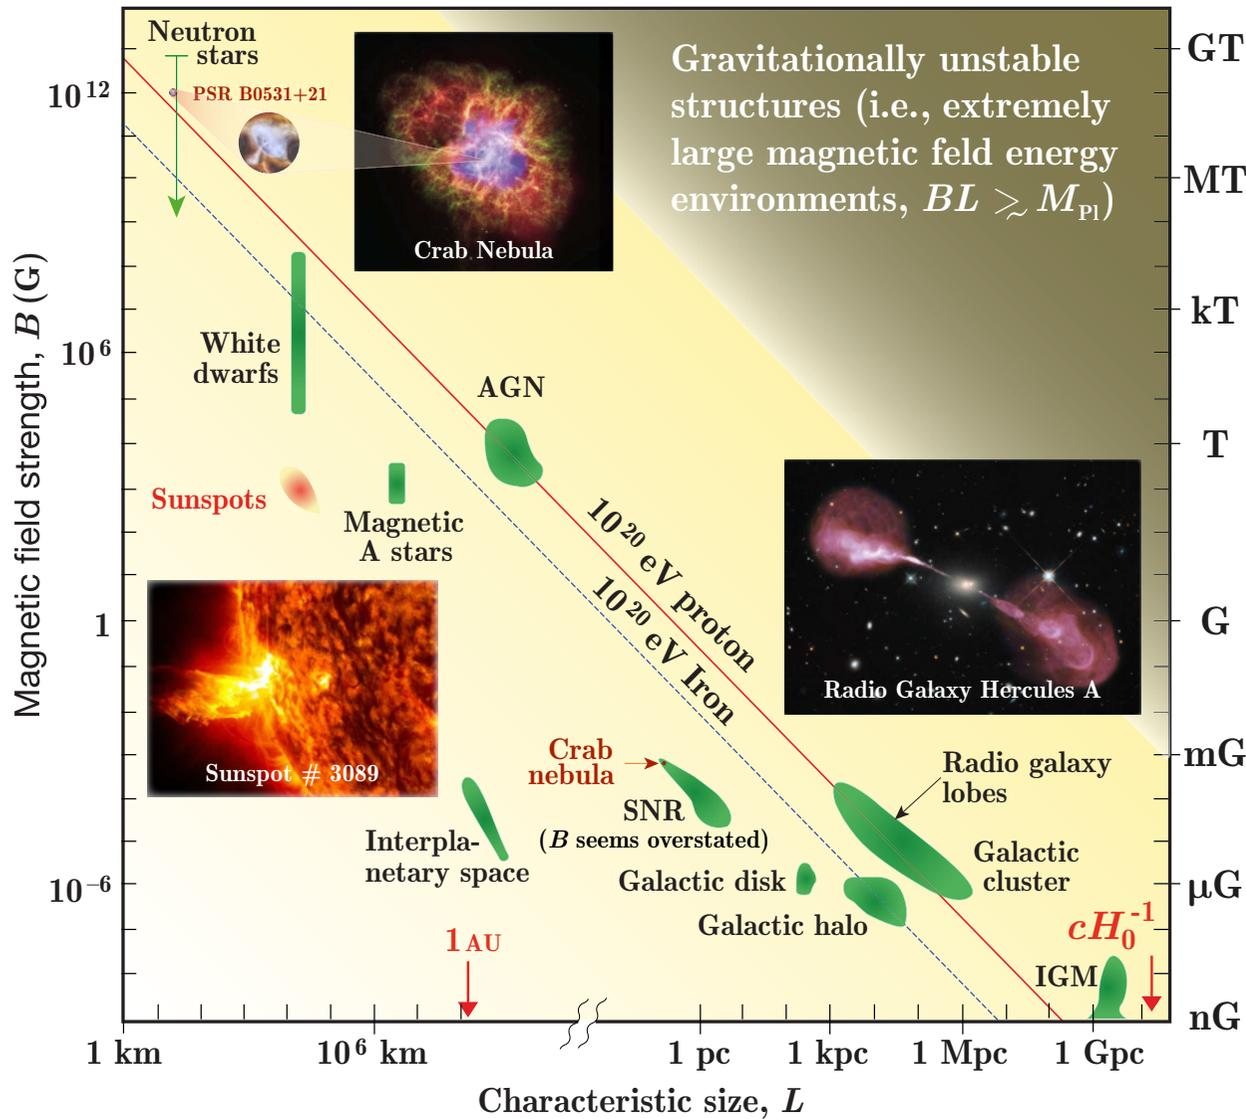 Neutron
stars
PSR B0531+21
Crab Nebula
Gravitationally unstable
structures (i.e., extremely
large magnetic feld energy
environments, BL ≳ M_Pl)
10^12
10^6
1
10^-6
Magnetic field strength, B (G)
GT
MT
kT
T
G
mG
μG
nG
White
dwarfs
AGN
Sunspots
Magnetic
A stars
10^20 eV proton
10^20 eV Iron
Sunspot # 3089
Radio Galaxy Hercules A
Crab
nebula
SNR
(B seems overstated)
Radio galaxy
lobes
Interpla-
netary space
Galactic disk
Galactic halo
Galactic
cluster
1 AU
cH_0^-1
IGM
1 km
10^6 km
1 pc
1 kpc
1 Mpc
1 Gpc
Characteristic size, L